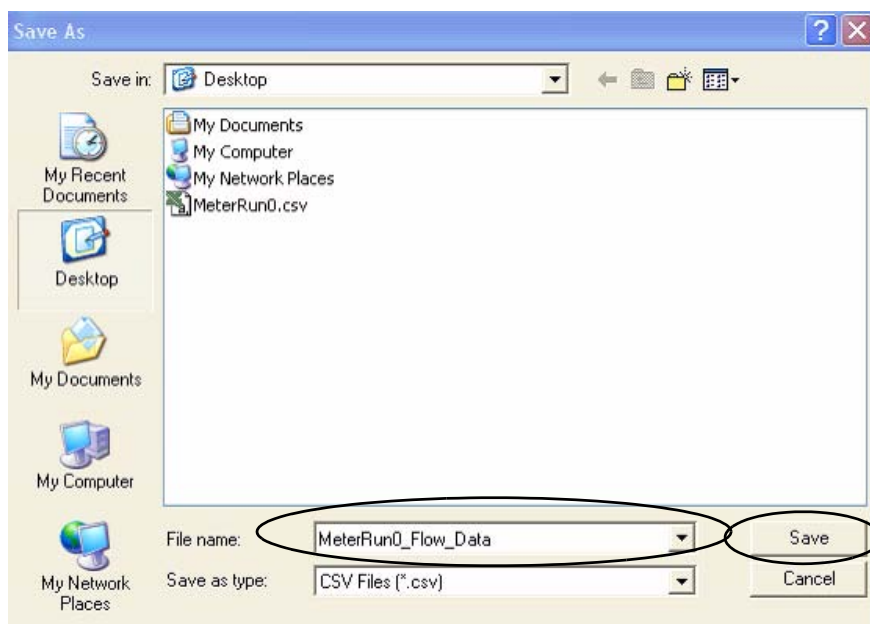 Save As
Save in:
Desktop
My Documents
My Computer
My Network Places
MeterRun0.csv
My Recent
Documents
Desktop
My Documents
My Computer
My Network
Places
File name:
MeterRun0_Flow_Data
Save
Save as type:
CSV Files (*.csv)
Cancel